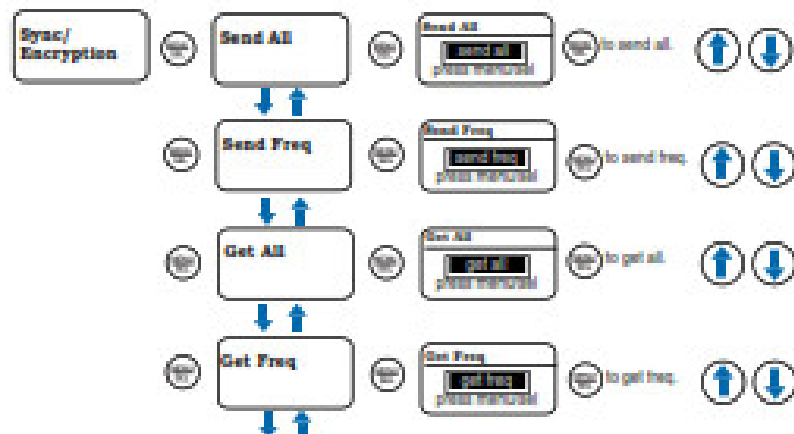 Sync/
Encryption
Send All
Send All
send all
press menu/sel
to send all.
Send Freq
Send Freq
send freq
press menu/sel
to send freq.
Get All
Get All
get all
press menu/sel
to get all.
Get Freq
Get Freq
get freq
press menu/sel
to get freq.